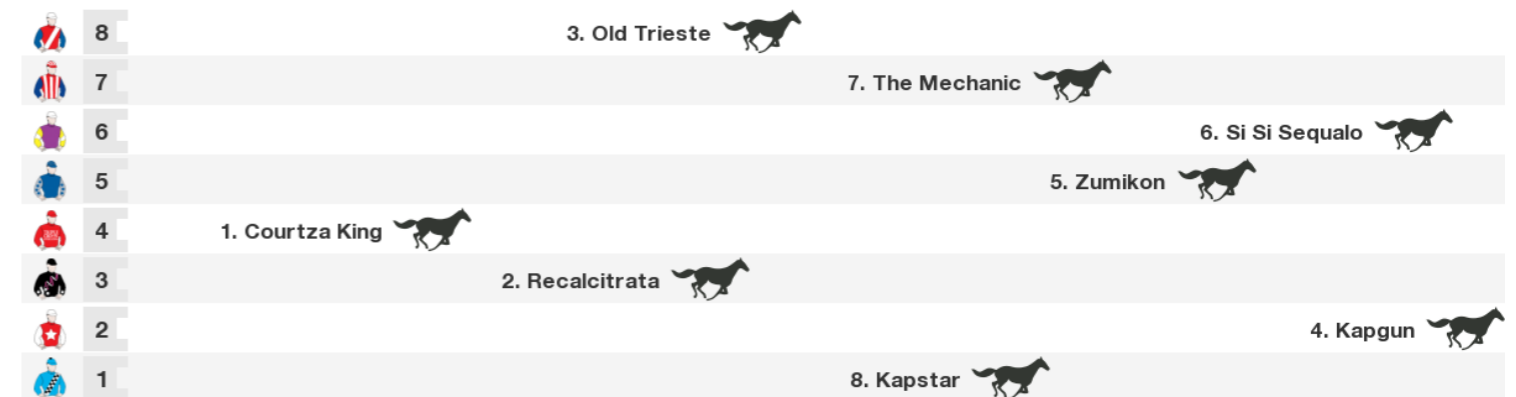 8 3. Old Trieste
7 7. The Mechanic
6 6. Si Si Sequalo
5 5. Zumikon
4 1. Courtza King
3 2. Recalcitrata
2 4. Kapgun
1 8. Kapstar